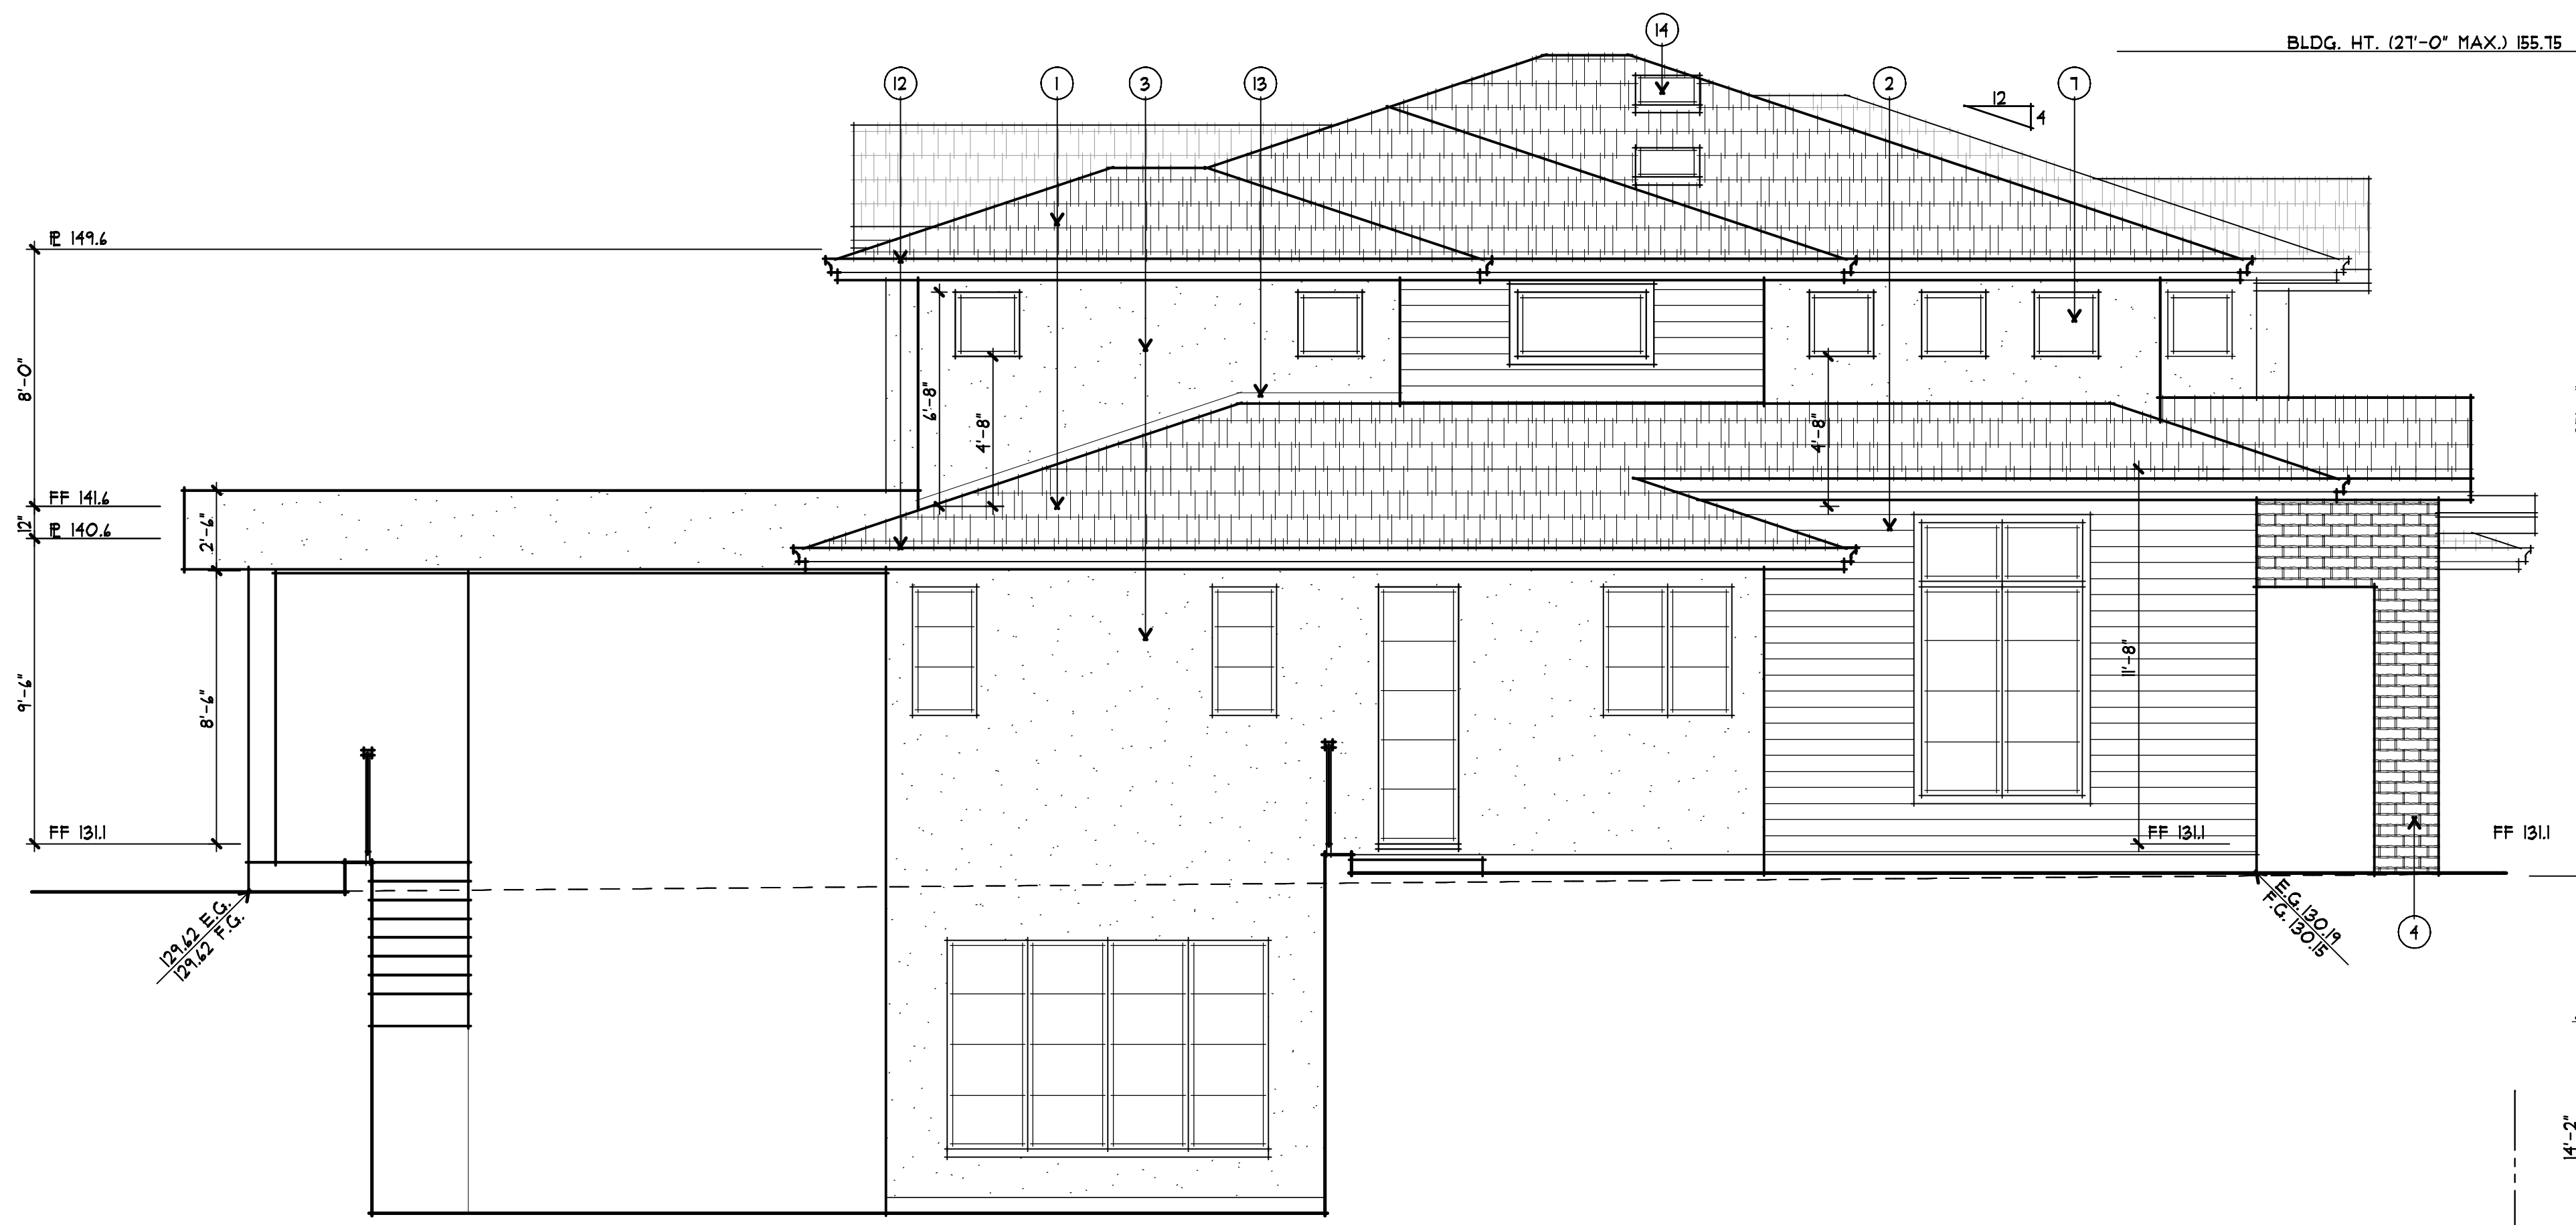 14
BLDG. HT. (27'-0" MAX.) 155.75
12
1
3
13
2
7
12
4
PL 149.6
8'-0"
6'-8"
4'-8"
4'-8"
FF 141.6
12"
2'-6"
PL 140.6
9'-6"
8'-6"
11'-8"
FF 131.1
FF 131.1
FF 131.1
129.62 E.G.
129.62 F.G.
E.G. 130.19
F.G. 130.15
4
14'-2"